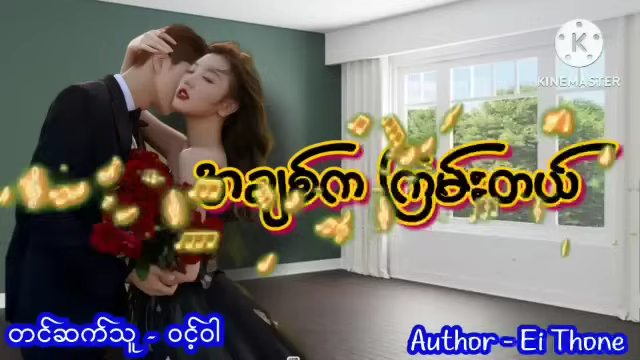 KINEMASTER
အချစ်က ကြမ်းတယ်
တင်ဆက်သူ - ဝင့်ဝါ
Author - Ei Thone